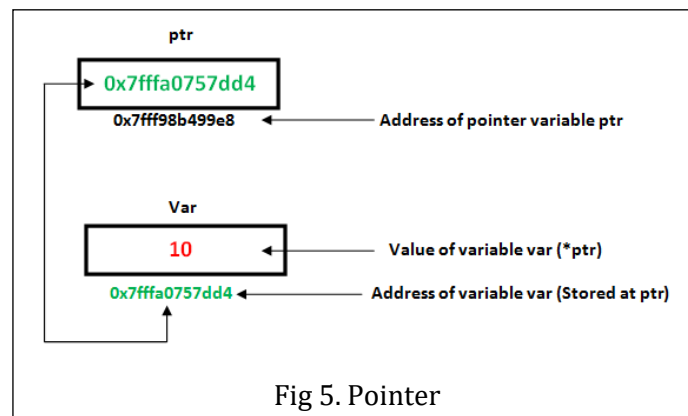 ptr
0x7fffa0757dd4
0x7fff98b499e8 Address of pointer variable ptr
Var
10 Value of variable var (*ptr)
0x7fffa0757dd4 Address of variable var (Stored at ptr)
Fig 5. Pointer